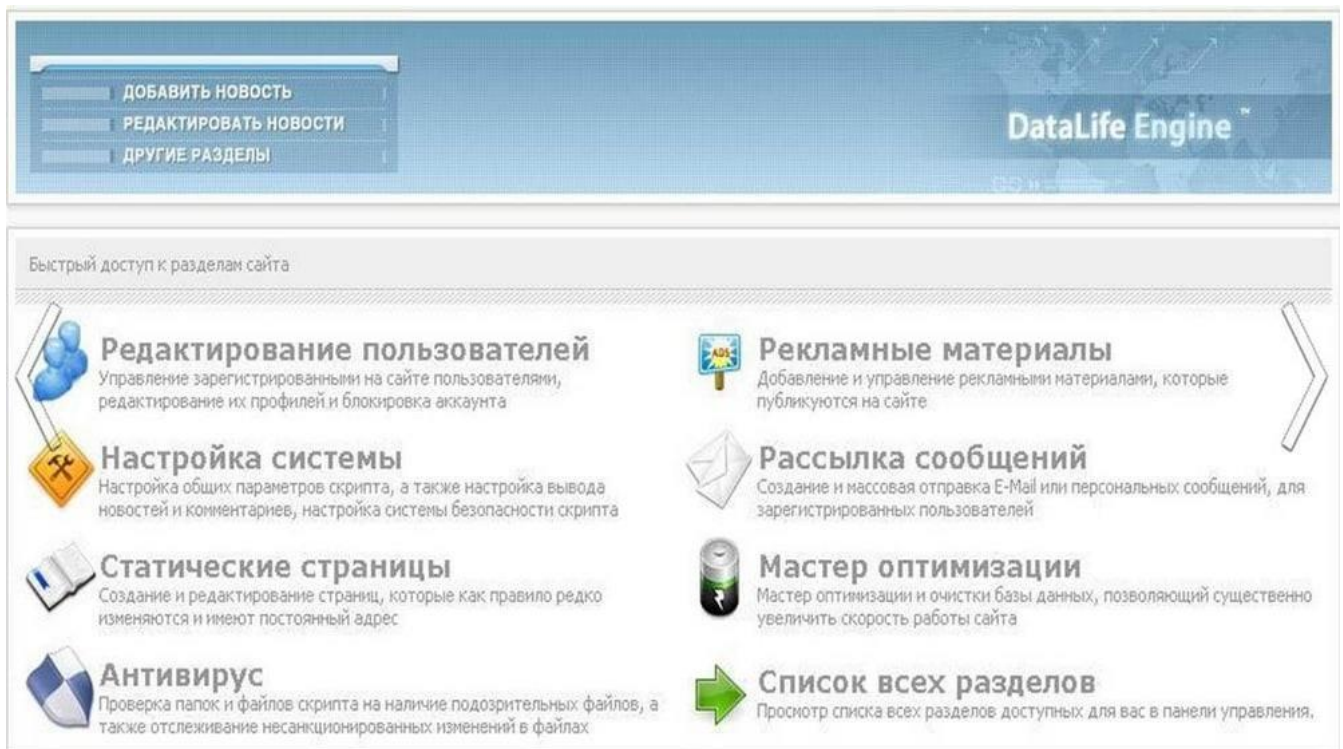 ДОБАВИТЬ НОВОСТЬ
РЕДАКТИРОВАТЬ НОВОСТИ
ДРУГИЕ РАЗДЕЛЫ
DataLife Engine ™
Быстрый доступ к разделам сайта
Редактирование пользователей
Управление зарегистрированными на сайте пользователями,
редактирование их профилей и блокировка аккаунта
ADS
Рекламные материалы
Добавление и управление рекламными материалами, которые
публикуются на сайте
Настройка системы
Настройка общих параметров скрипта, а также настройка вывода
новостей и комментариев, настройка системы безопасности скрипта
Рассылка сообщений
Создание и массовая отправка E-Mail или персональных сообщений, для
зарегистрированных пользователей
Статические страницы
Создание и редактирование страниц, которые как правило редко
изменяются и имеют постоянный адрес
Мастер оптимизации
Мастер оптимизации и очистки базы данных, позволяющий существенно
увеличить скорость работы сайта
Антивирус
Проверка папок и файлов скрипта на наличие подозрительных файлов, а
также отслеживание несанкционированных изменений в файлах
Список всех разделов
Просмотр списка всех разделов доступных для вас в панели управления.